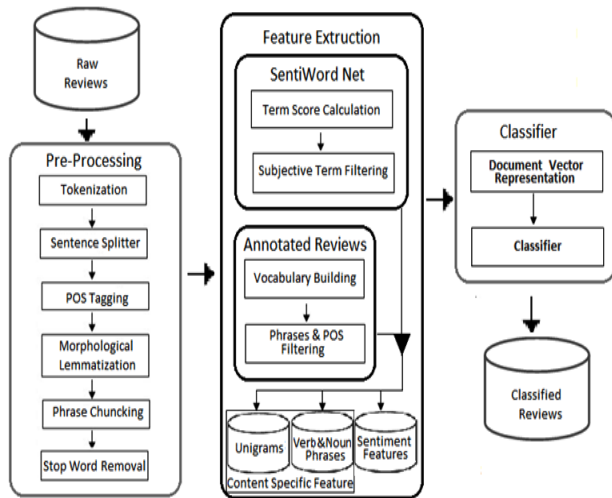 Raw
Reviews
Pre-Processing
Tokenization
Sentence Splitter
POS Tagging
Morphological
Lemmatization
Phrase Chuncking
Stop Word Removal
Feature Extruction
SentiWord Net
Term Score Calculation
Subjective Term Filtering
Annotated Reviews
Vocabulary Building
Phrases & POS
Filtering
Unigrams
Verb&Noun
Phrases
Sentiment
Features
Content Specific Feature
Classifier
Document Vector
Representation
Classifier
Classified
Reviews